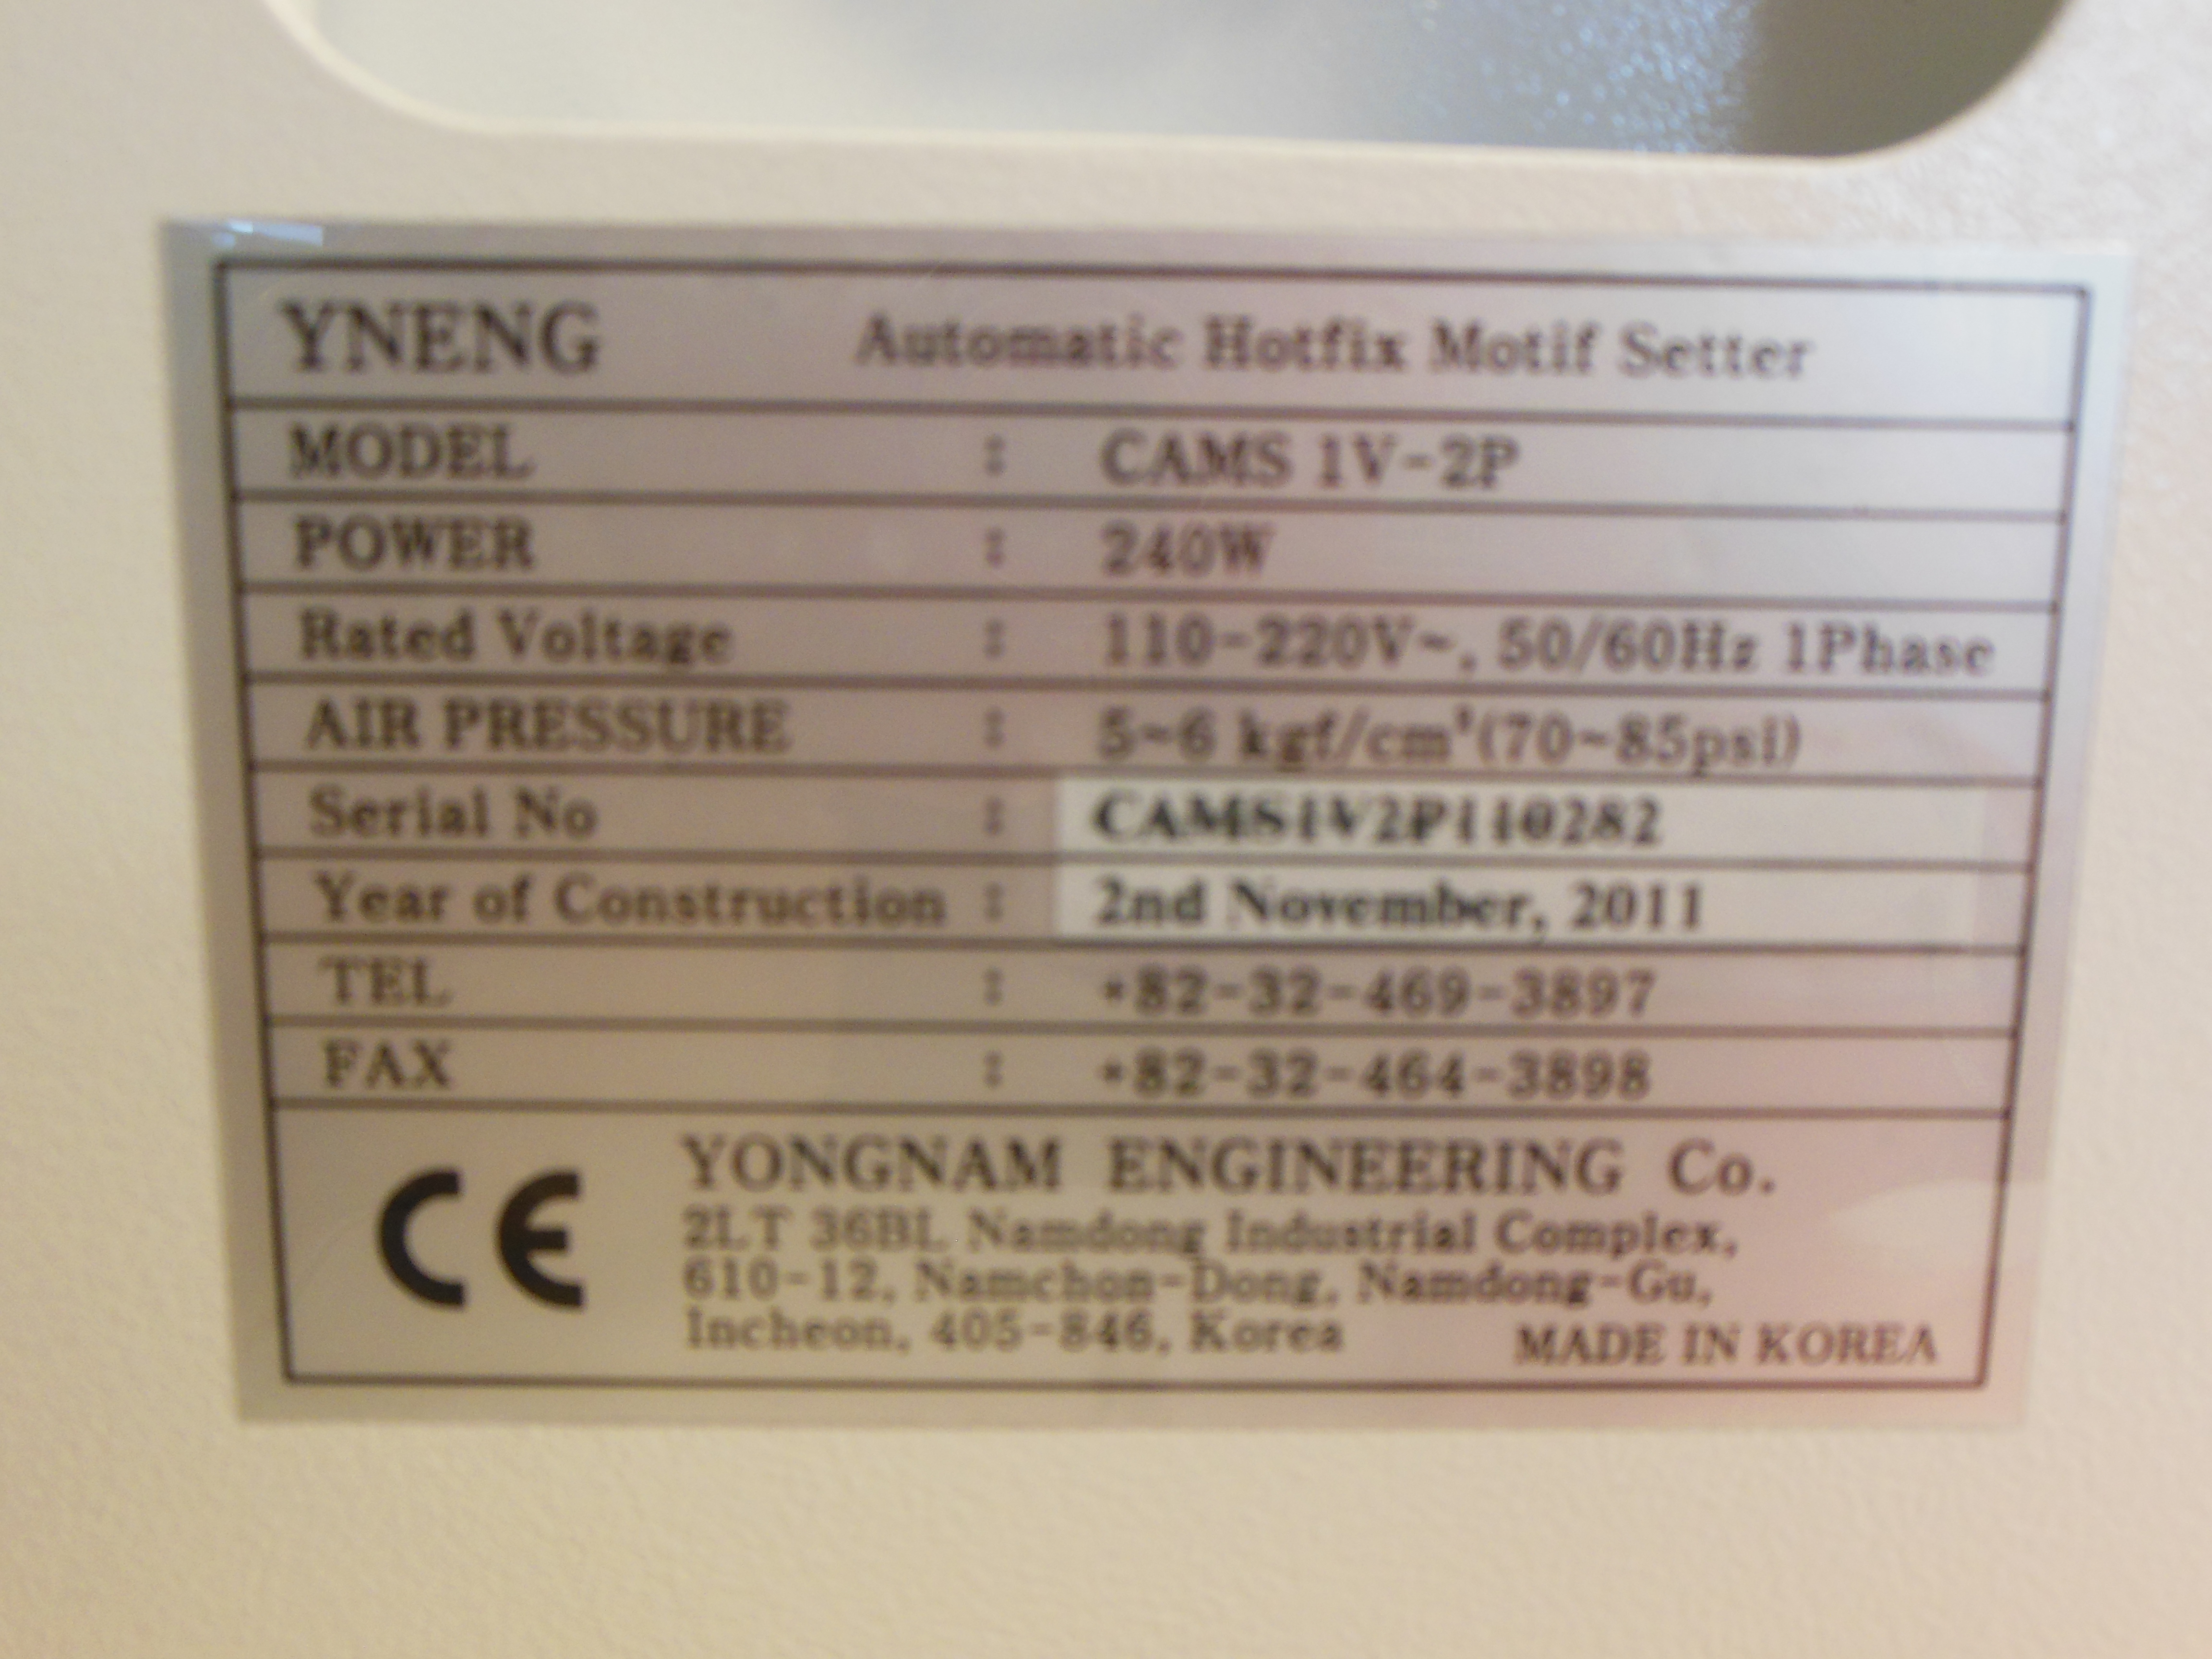 YNENG Automatic Hotfix Motif Setter
MODEL : CAMS 1V-2P
POWER : 240W
Rated Voltage : 110-220V~, 50/60Hz 1Phase
AIR PRESSURE : 5~6 kgf/cm²(70~85psi)
Serial No : CAMS1V2P110282
Year of Construction : 2nd November, 2011
TEL : +82-32-469-3897
FAX : +82-32-464-3898
CE
YONGNAM ENGINEERING Co.
2LT 36BL Namdong Industrial Complex,
610-12, Namchon-Dong, Namdong-Gu,
Incheon, 405-846, Korea
MADE IN KOREA